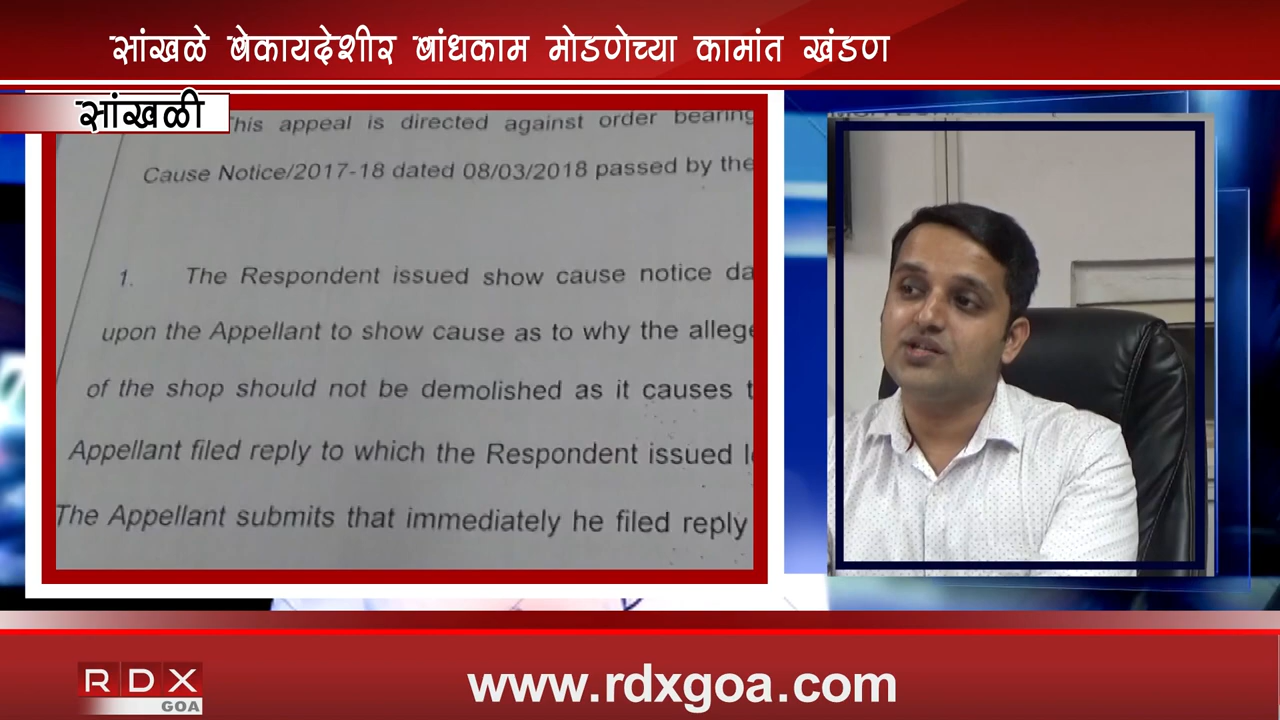 सांखळे बेकायदेशीर बांधकाम मोडणेच्या कामांत खंडण
सांखळी
This appeal is directed against order bearing
Cause Notice/2017-18 dated 08/03/2018 passed by the
1. The Respondent issued show cause notice da
upon the Appellant to show cause as to why the allege
of the shop should not be demolished as it causes t
Appellant filed reply to which the Respondent issued l
The Appellant submits that immediately he filed reply
RDX
GOA
www.rdxgoa.com